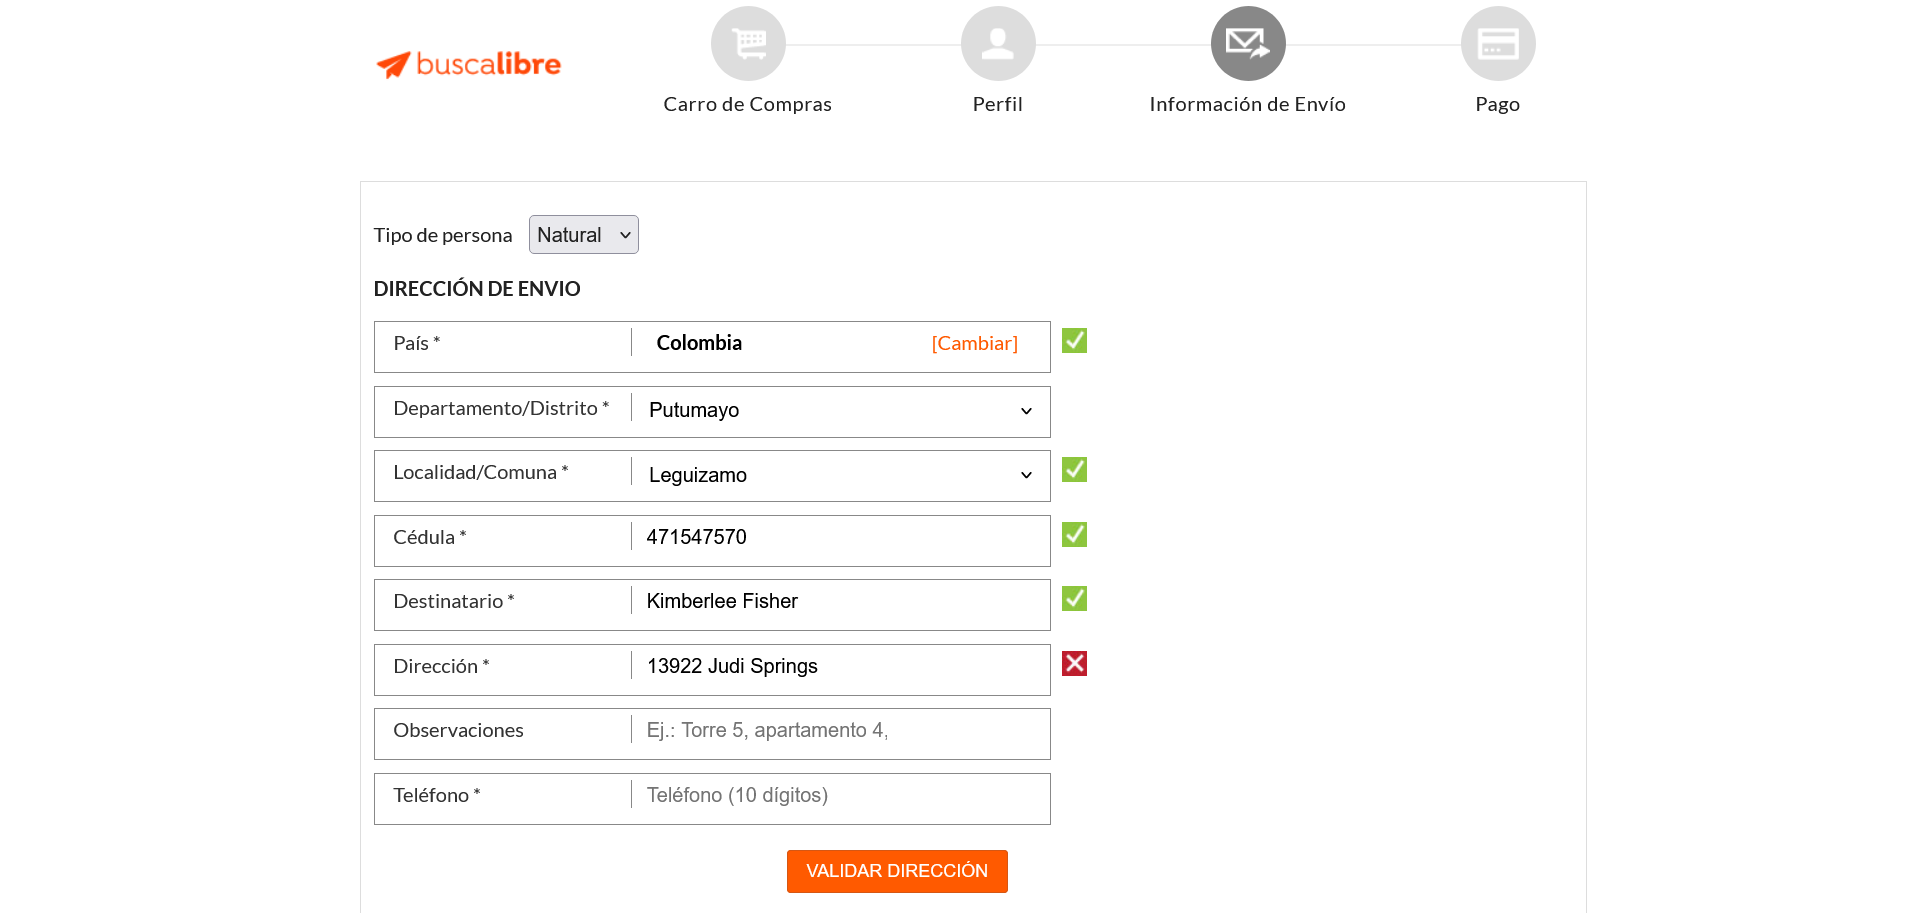 buscalibre
Carro de Compras
Perfil
Información de Envío
Pago
Tipo de persona Natural
DIRECCIÓN DE ENVIO
País * Colombia [Cambiar]
Departamento/Distrito * Putumayo
Localidad/Comuna * Leguizamo
Cédula * 471547570
Destinatario * Kimberlee Fisher
Dirección * 13922 Judi Springs
Observaciones Ej.: Torre 5, apartamento 4,
Teléfono * Teléfono (10 dígitos)
VALIDAR DIRECCIÓN